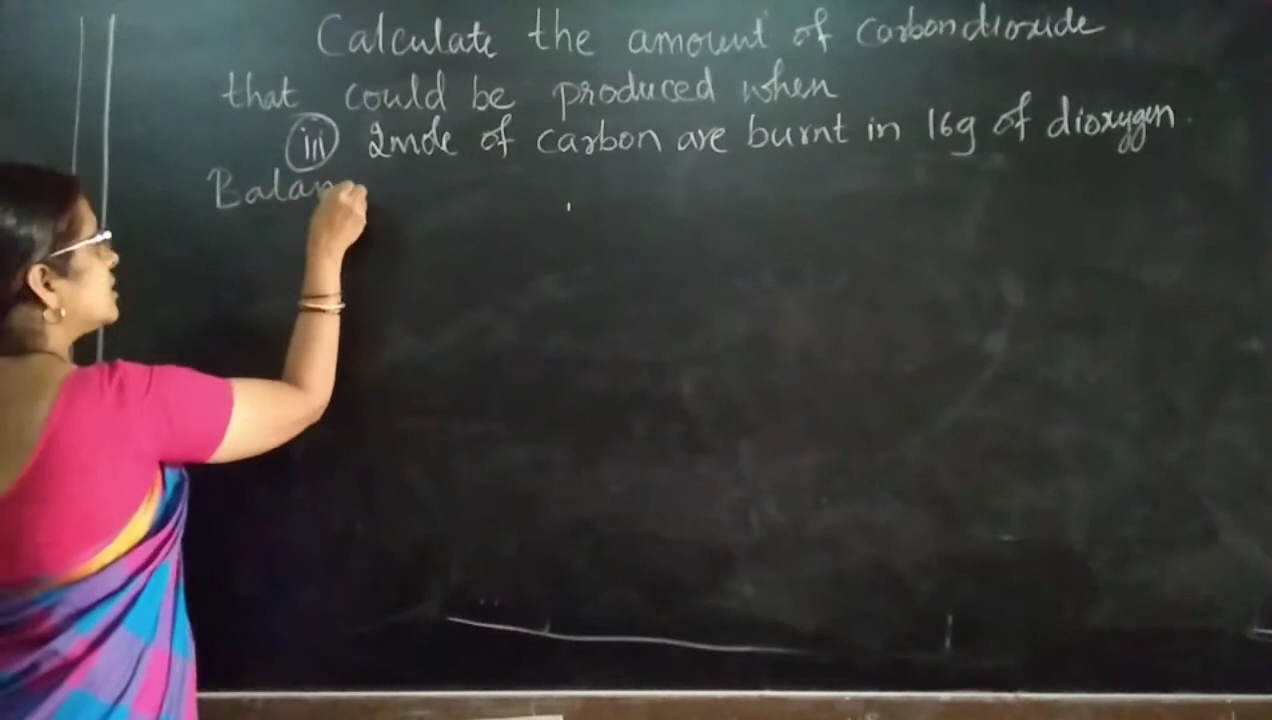 Calculate the amount of carbondioxide
that could be produced when
(iii) 2mole of carbon are burnt in 16g of dioxygen.
Balan